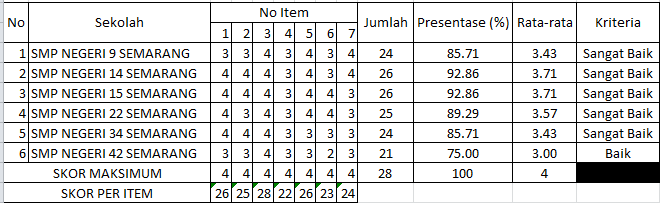 No Sekolah No Item Jumlah Presentase (%) Rata-rata Kriteria
1 2 3 4 5 6 7
1 SMP NEGERI 9 SEMARANG 3 3 4 3 4 3 4 24 85.71 3.43 Sangat Baik
2 SMP NEGERI 14 SEMARANG 4 4 4 3 4 3 4 26 92.86 3.71 Sangat Baik
3 SMP NEGERI 15 SEMARANG 4 4 4 3 4 4 3 26 92.86 3.71 Sangat Baik
4 SMP NEGERI 22 SEMARANG 4 3 4 3 4 4 3 25 89.29 3.57 Sangat Baik
5 SMP NEGERI 34 SEMARANG 4 4 4 3 3 3 3 24 85.71 3.43 Sangat Baik
6 SMP NEGERI 42 SEMARANG 3 3 4 3 3 2 3 21 75.00 3.00 Baik
SKOR MAKSIMUM 4 4 4 4 4 4 4 28 100 4
SKOR PER ITEM 26 25 28 22 26 23 24